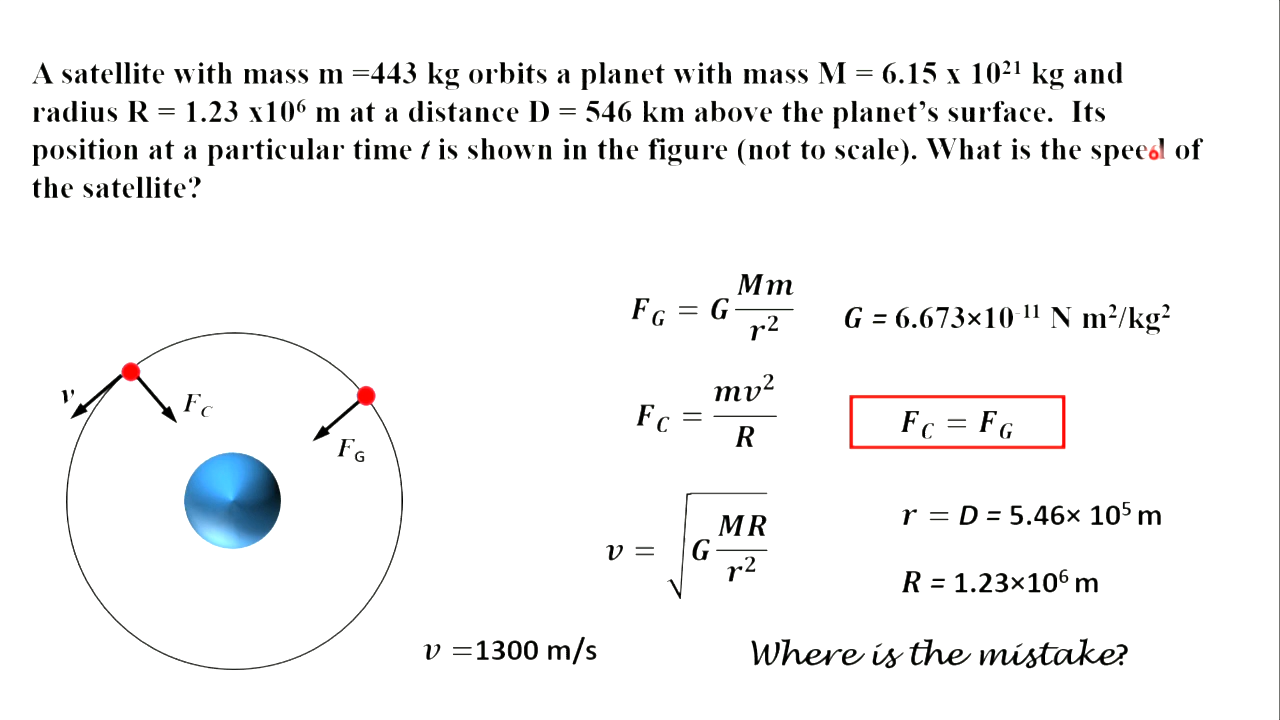 A satellite with mass m =443 kg orbits a planet with mass M = 6.15 x 10²¹ kg and
radius R = 1.23 x10⁶ m at a distance D = 546 km above the planet’s surface. Its
position at a particular time t is shown in the figure (not to scale). What is the speed of
the satellite?
F_G = G Mm/r²
G = 6.673×10⁻¹¹ N m²/kg²
v
F_C
F_G
F_C = mv²/R
F_C = F_G
v = √(G MR/r²)
r = D = 5.46× 10⁵ m
R = 1.23×10⁶ m
v =1300 m/s
Where is the mistake?